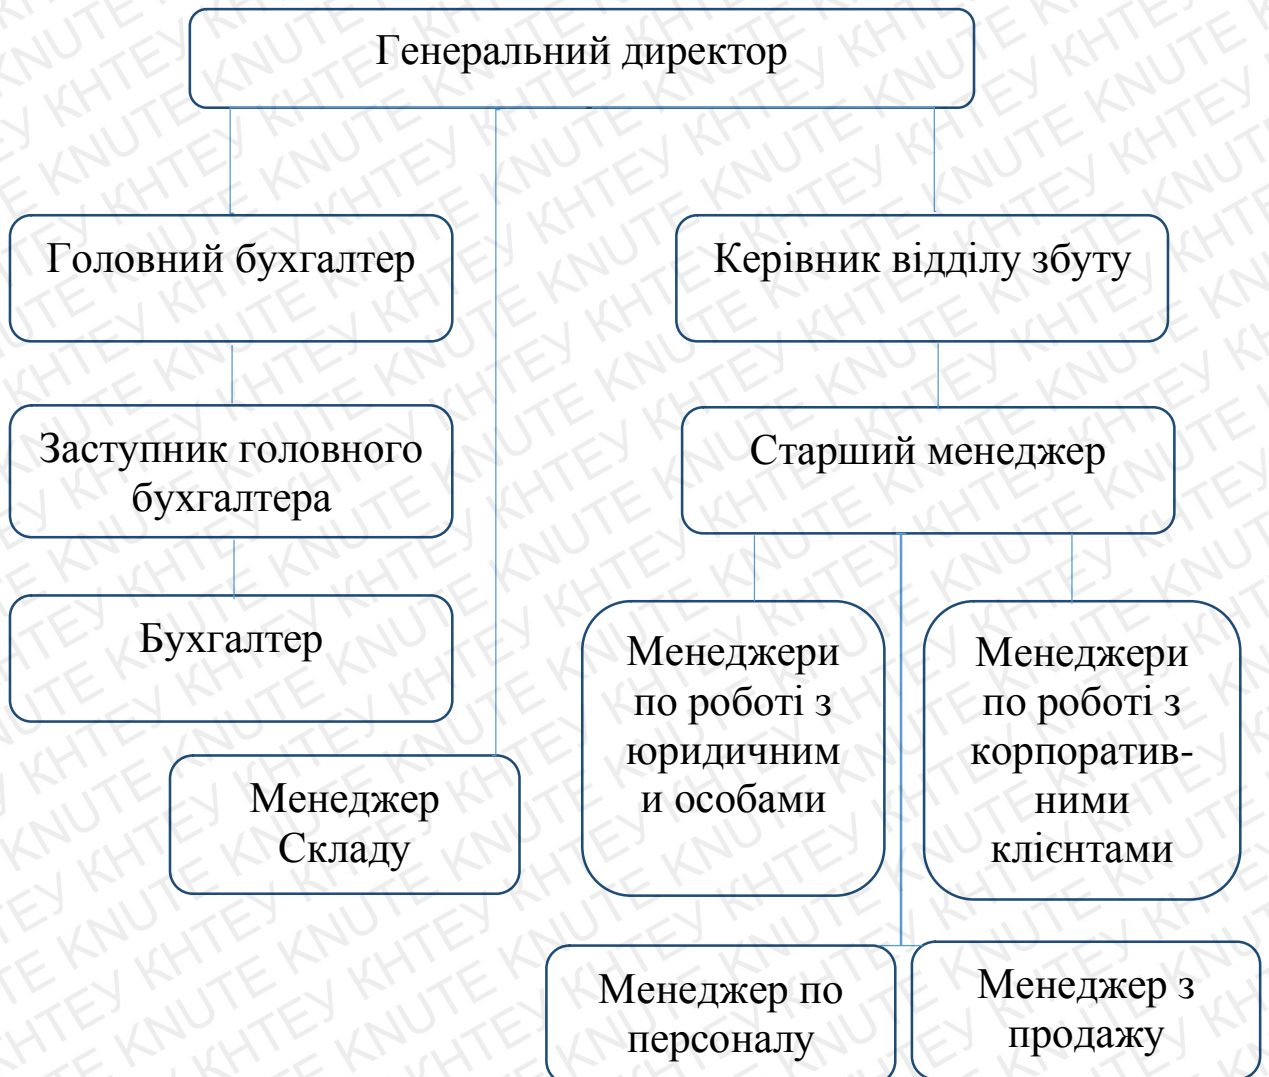 Генеральний директор
Головний бухгалтер
Керівник відділу збуту
Заступник головного
бухгалтера
Старший менеджер
Бухгалтер
Менеджери
по роботі з
юридичним
и особами
Менеджери
по роботі з
корпоратив-
ними
клієнтами
Менеджер
Складу
Менеджер по
персоналу
Менеджер з
продажу